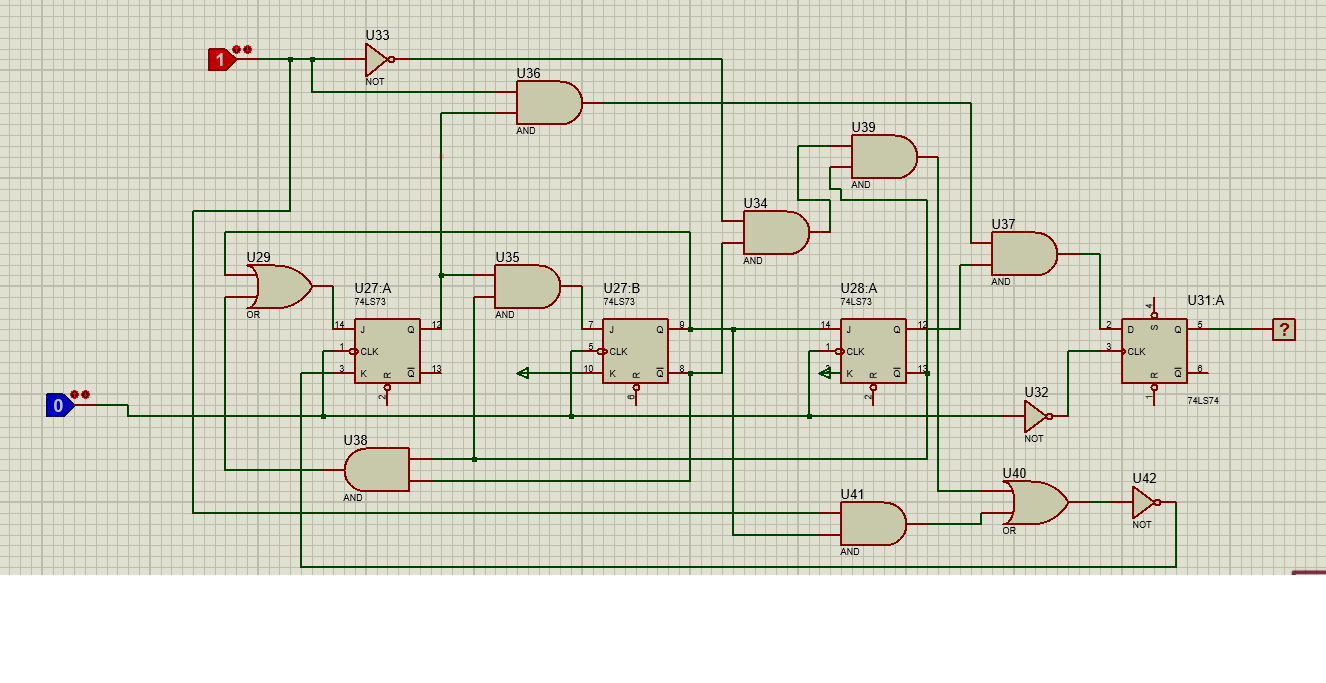 U33
1
NOT
U36
AND
U39
AND
U34
AND
U37
AND
U29
OR
U35
AND
U27:A
74LS73
14 J Q 12
1 CLK
3 K Q 13
R
2
U27:B
74LS73
7 J Q 9
5 CLK
10 K Q 8
R
6
U28:A
74LS73
14 J Q 12
1 CLK
3 K Q 13
R
2
U31:A
4
S
2 D Q 5
3 CLK
Q 6
R
1
74LS74
?
0
U32
NOT
U38
AND
U41
AND
U40
OR
U42
NOT